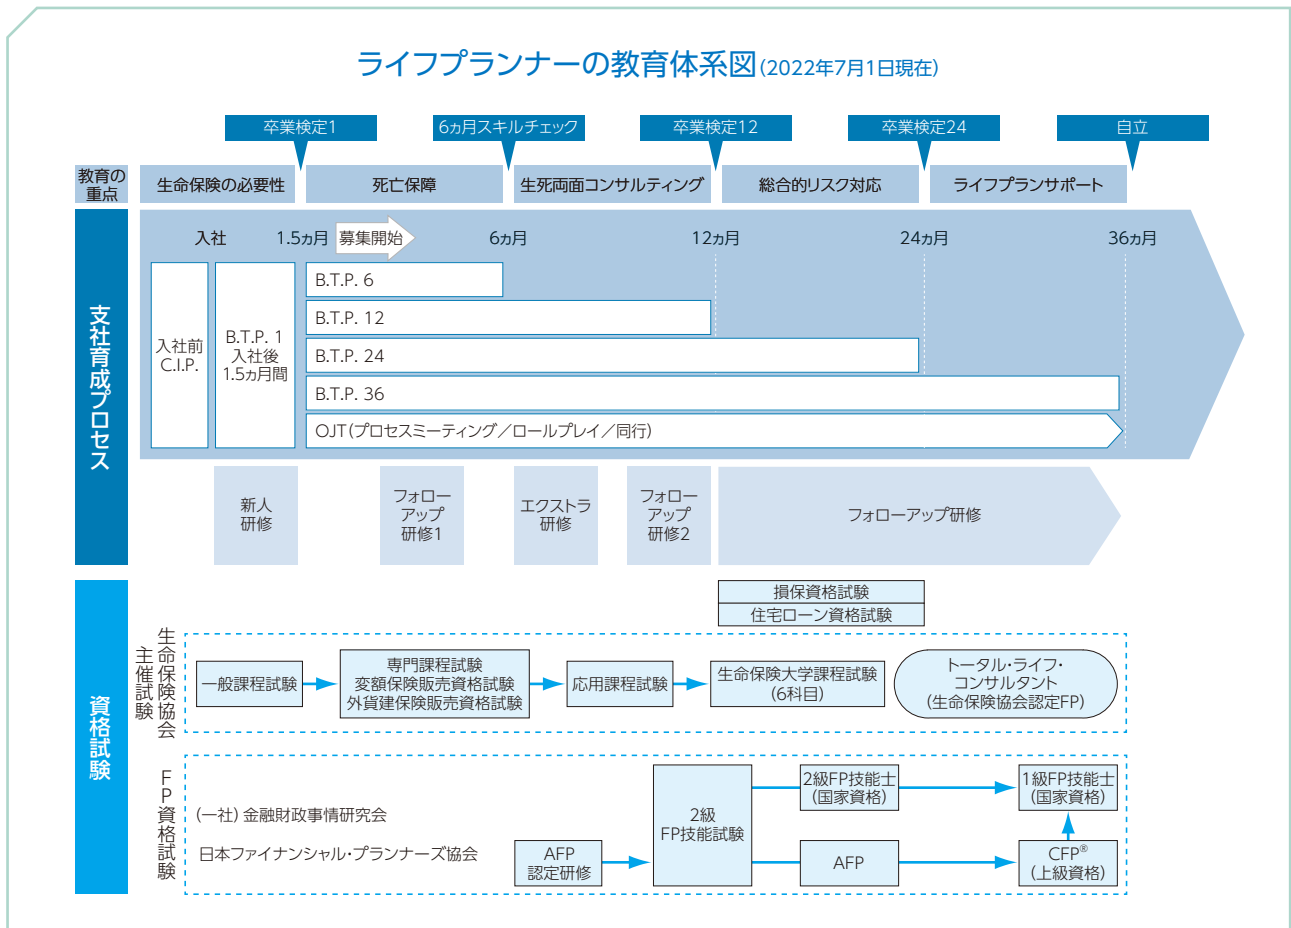 ライフプランナーの教育体系図(2022年7月1日現在)
卒業検定1
6ヵ月スキルチェック
卒業検定12
卒業検定24
自立
教育の
重点
生命保険の必要性
死亡保障
生死両面コンサルティング
総合的リスク対応
ライフプランサポート
支社育成プロセス
入社
1.5ヵ月
募集開始
6ヵ月
12ヵ月
24ヵ月
36ヵ月
入社前
C.I.P.
B.T.P. 1
入社後
1.5ヵ月間
B.T.P. 6
B.T.P. 12
B.T.P. 24
B.T.P. 36
OJT(プロセスミーティング／ロールプレイ／同行)
新人
研修
フォロー
アップ
研修1
エクストラ
研修
フォロー
アップ
研修2
フォローアップ研修
資格試験
損保資格試験
住宅ローン資格試験
生命保険協会
主催試験
一般課程試験
専門課程試験
変額保険販売資格試験
外貨建保険販売資格試験
応用課程試験
生命保険大学課程試験
(6科目)
トータル・ライフ・
コンサルタント
(生命保険協会認定FP)
FP資格試験
(一社)金融財政事情研究会
日本ファイナンシャル・プランナーズ協会
AFP
認定研修
2級
FP技能試験
2級FP技能士
(国家資格)
1級FP技能士
(国家資格)
AFP
CFP®
(上級資格)